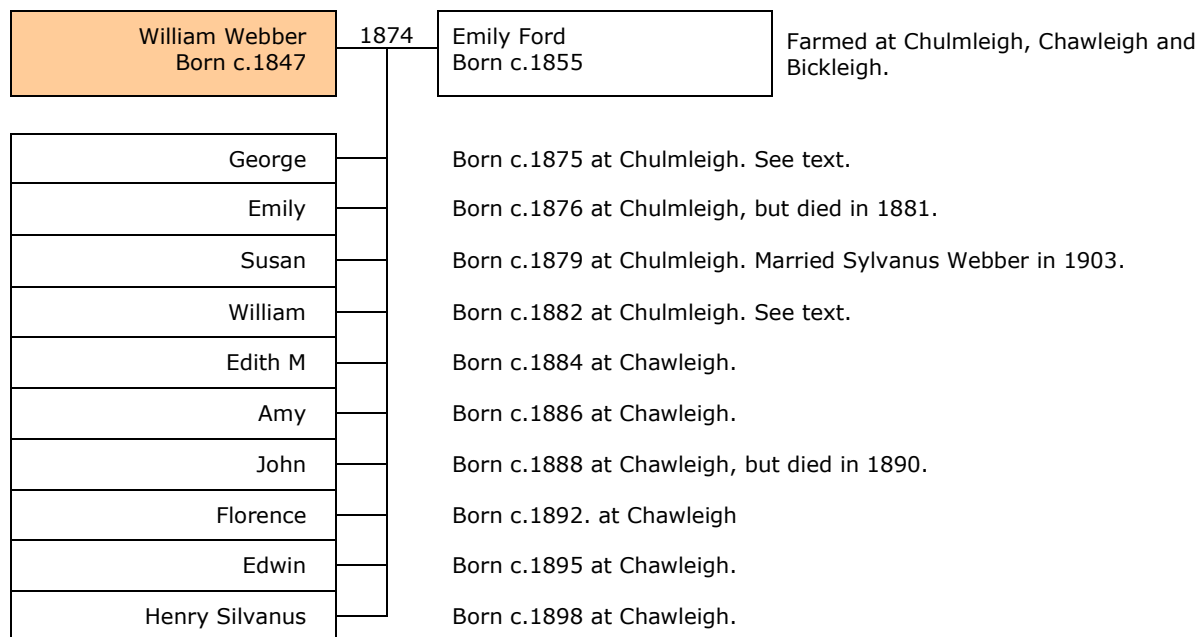 William Webber
Born c.1847
1874
Emily Ford
Born c.1855
Farmed at Chulmleigh, Chawleigh and
Bickleigh.
George
Born c.1875 at Chulmleigh. See text.
Emily
Born c.1876 at Chulmleigh, but died in 1881.
Susan
Born c.1879 at Chulmleigh. Married Sylvanus Webber in 1903.
William
Born c.1882 at Chulmleigh. See text.
Edith M
Born c.1884 at Chawleigh.
Amy
Born c.1886 at Chawleigh.
John
Born c.1888 at Chawleigh, but died in 1890.
Florence
Born c.1892. at Chawleigh
Edwin
Born c.1895 at Chawleigh.
Henry Silvanus
Born c.1898 at Chawleigh.